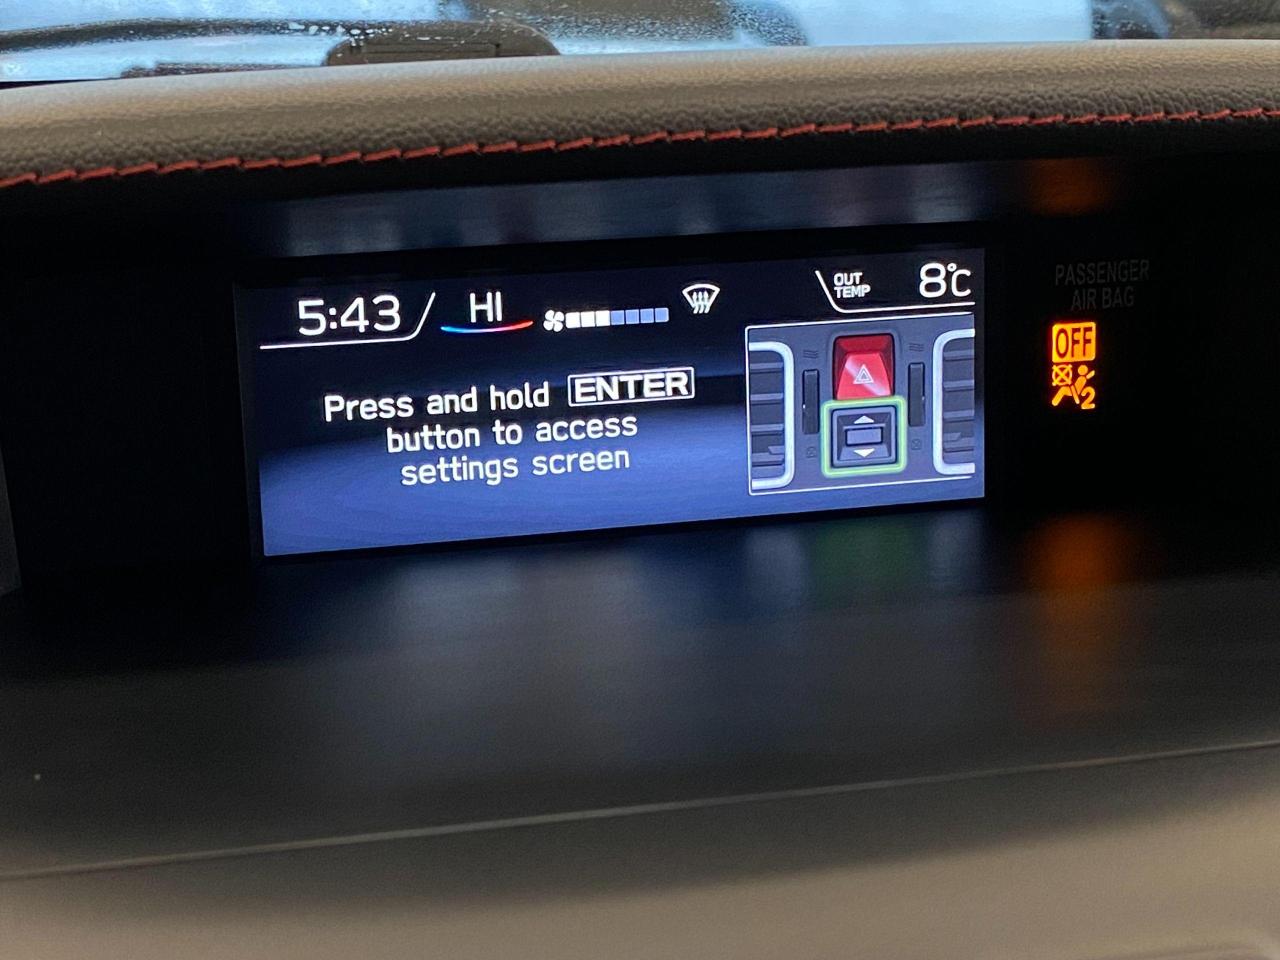 5:43 HI OUT TEMP 8°C
Press and hold ENTER
button to access
settings screen
PASSENGER
AIR BAG
OFF
2